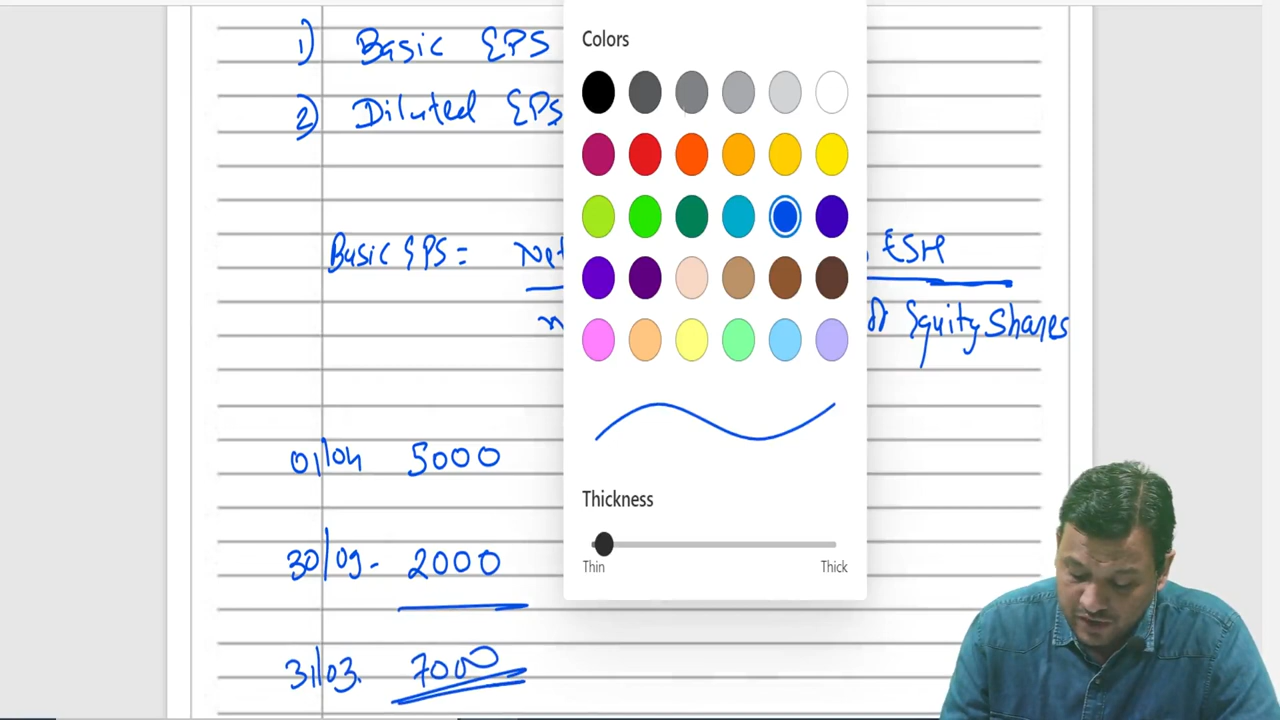 1) Basic EPS
2) Diluted EPS
Colors
Basic EPS = Net ESH
Equity Shares
01/04 5000
30/09. 2000
31/03. 7000
Thickness
Thin Thick